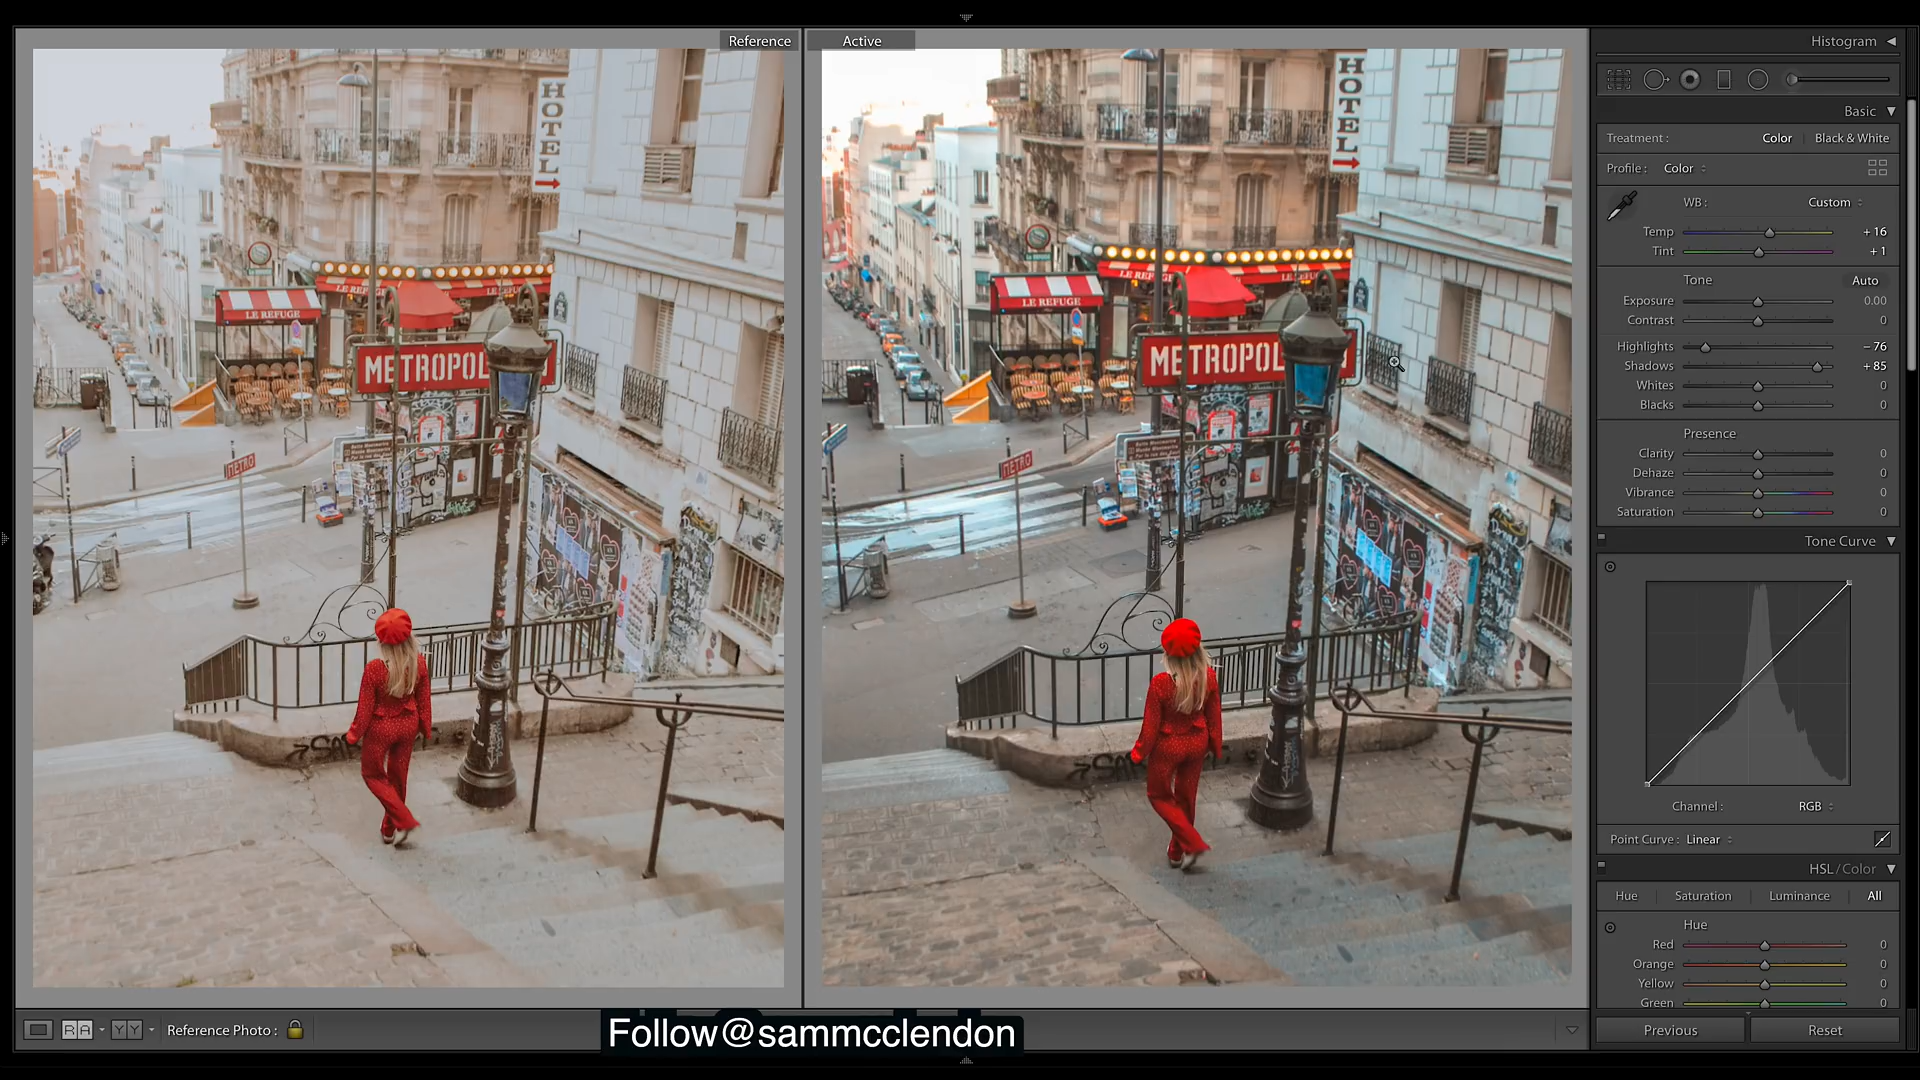 Reference
Active
Histogram
Basic
Treatment :
Color
Black & White
Profile :
Color
WB :
Custom
Temp
+ 16
Tint
+ 1
Tone
Auto
Exposure
0.00
Contrast
0
Highlights
– 76
Shadows
+ 85
Whites
0
Blacks
0
Presence
Clarity
0
Dehaze
0
Vibrance
0
Saturation
0
Tone Curve
Channel :
RGB
Point Curve :
Linear
HSL / Color
Hue
Saturation
Luminance
All
Hue
Red
0
Orange
0
Yellow
0
Green
0
Previous
Reset
HOTEL
LE REFUGE
METROPOL
METRO
HOTEL
LE REFUGE
LE REFUGE
METROPOL
METRO
R A
Y Y
Reference Photo :
Follow@sammcclendon